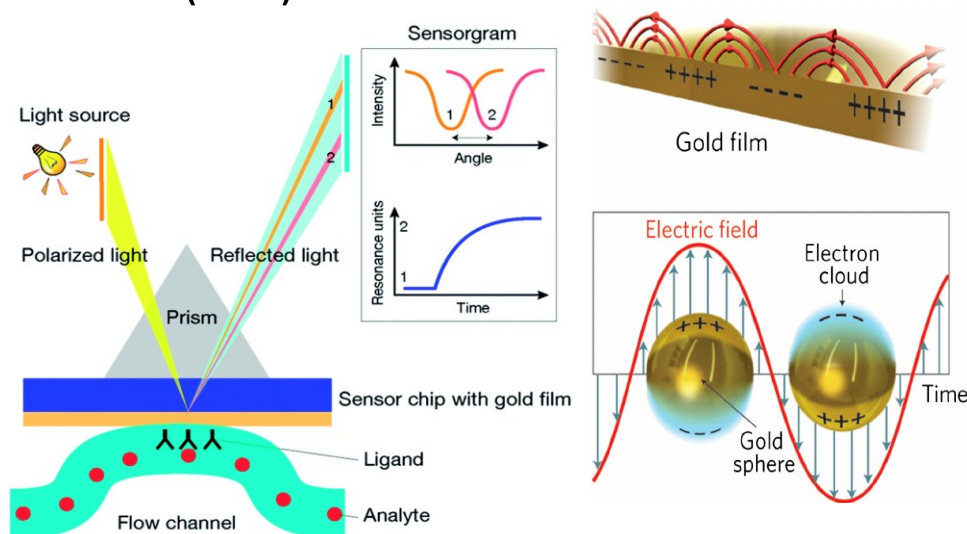 Sensorgram
Light source
1
2
Intensity
1
2
Angle
Polarized light
Reflected light
Resonance units
2
1
Time
Prism
Sensor chip with gold film
Ligand
Analyte
Flow channel
- - - -
++++
- - - -
++++
Gold film
Electric field
Electron
cloud
+++
- - -
- - -
+++
Time
Gold
sphere